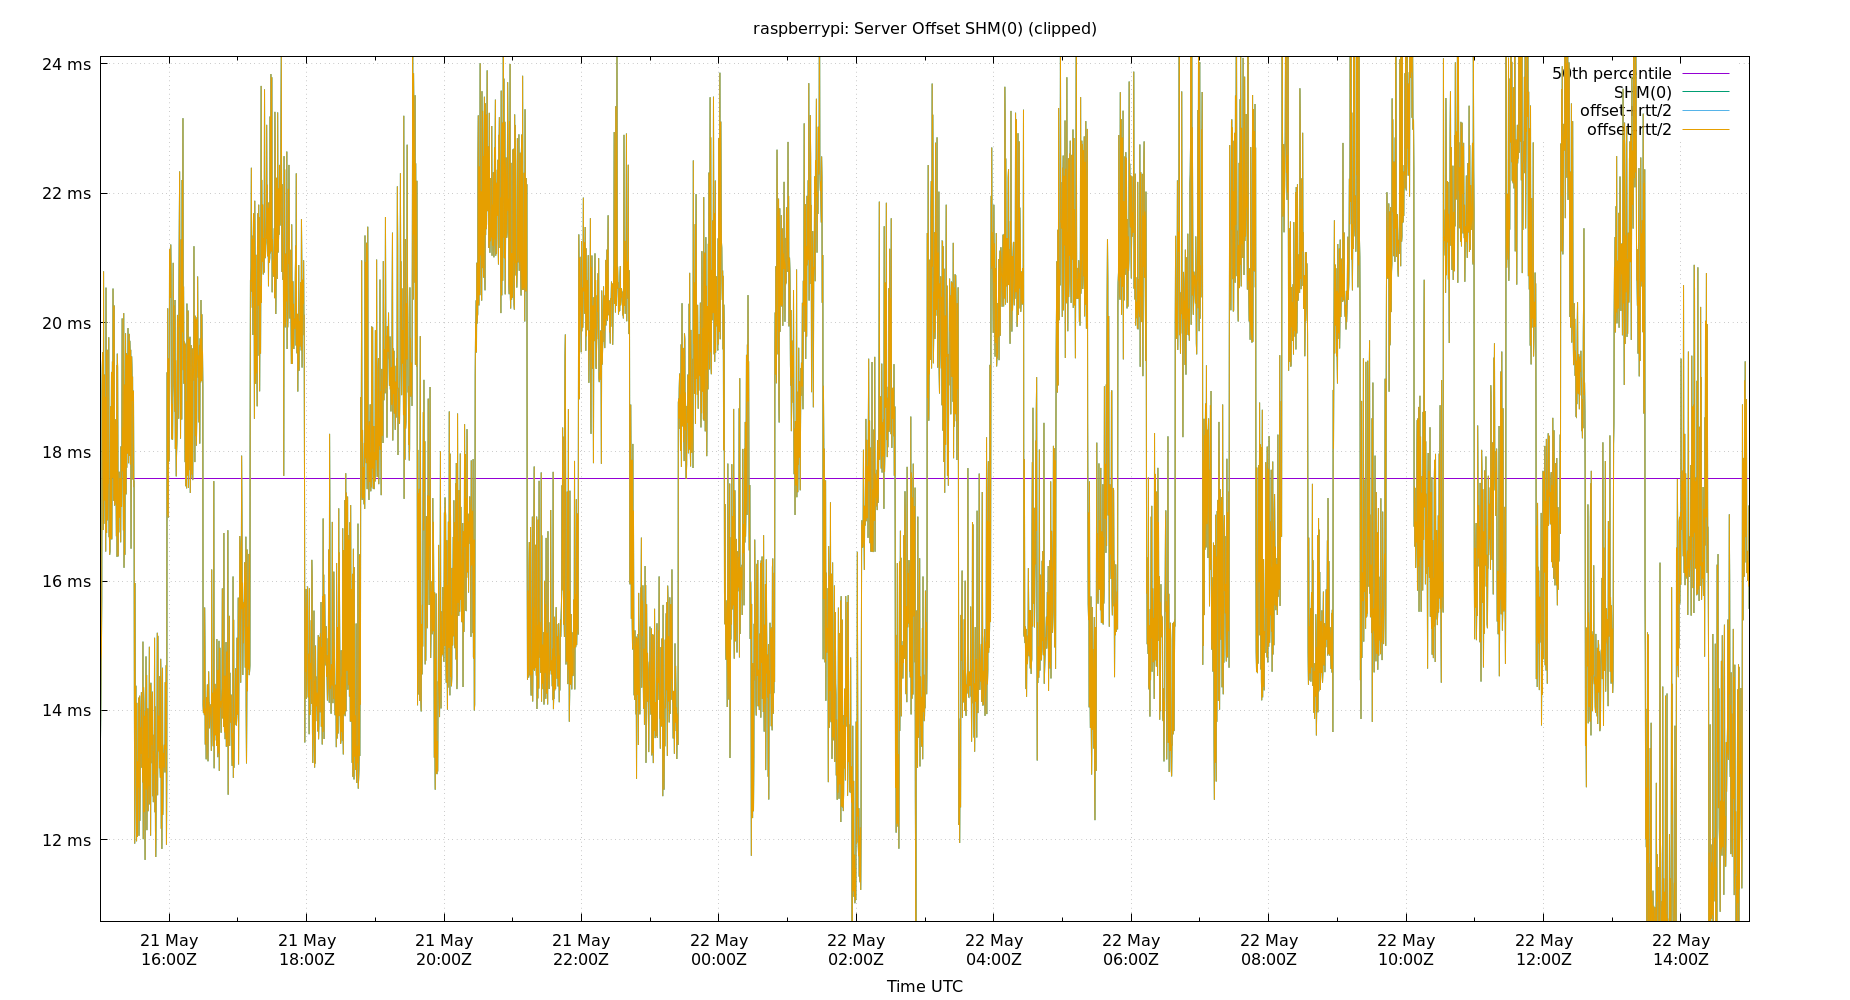 raspberrypi: Server Offset SHM(0) (clipped)
24 ms
22 ms
20 ms
18 ms
16 ms
14 ms
12 ms
50th percentile
SHM(0)
offset+rtt/2
offset-rtt/2
21 May 21 May 21 May 21 May 22 May 22 May 22 May 22 May 22 May 22 May 22 May 22 May
16:00Z 18:00Z 20:00Z 22:00Z 00:00Z 02:00Z 04:00Z 06:00Z 08:00Z 10:00Z 12:00Z 14:00Z
Time UTC